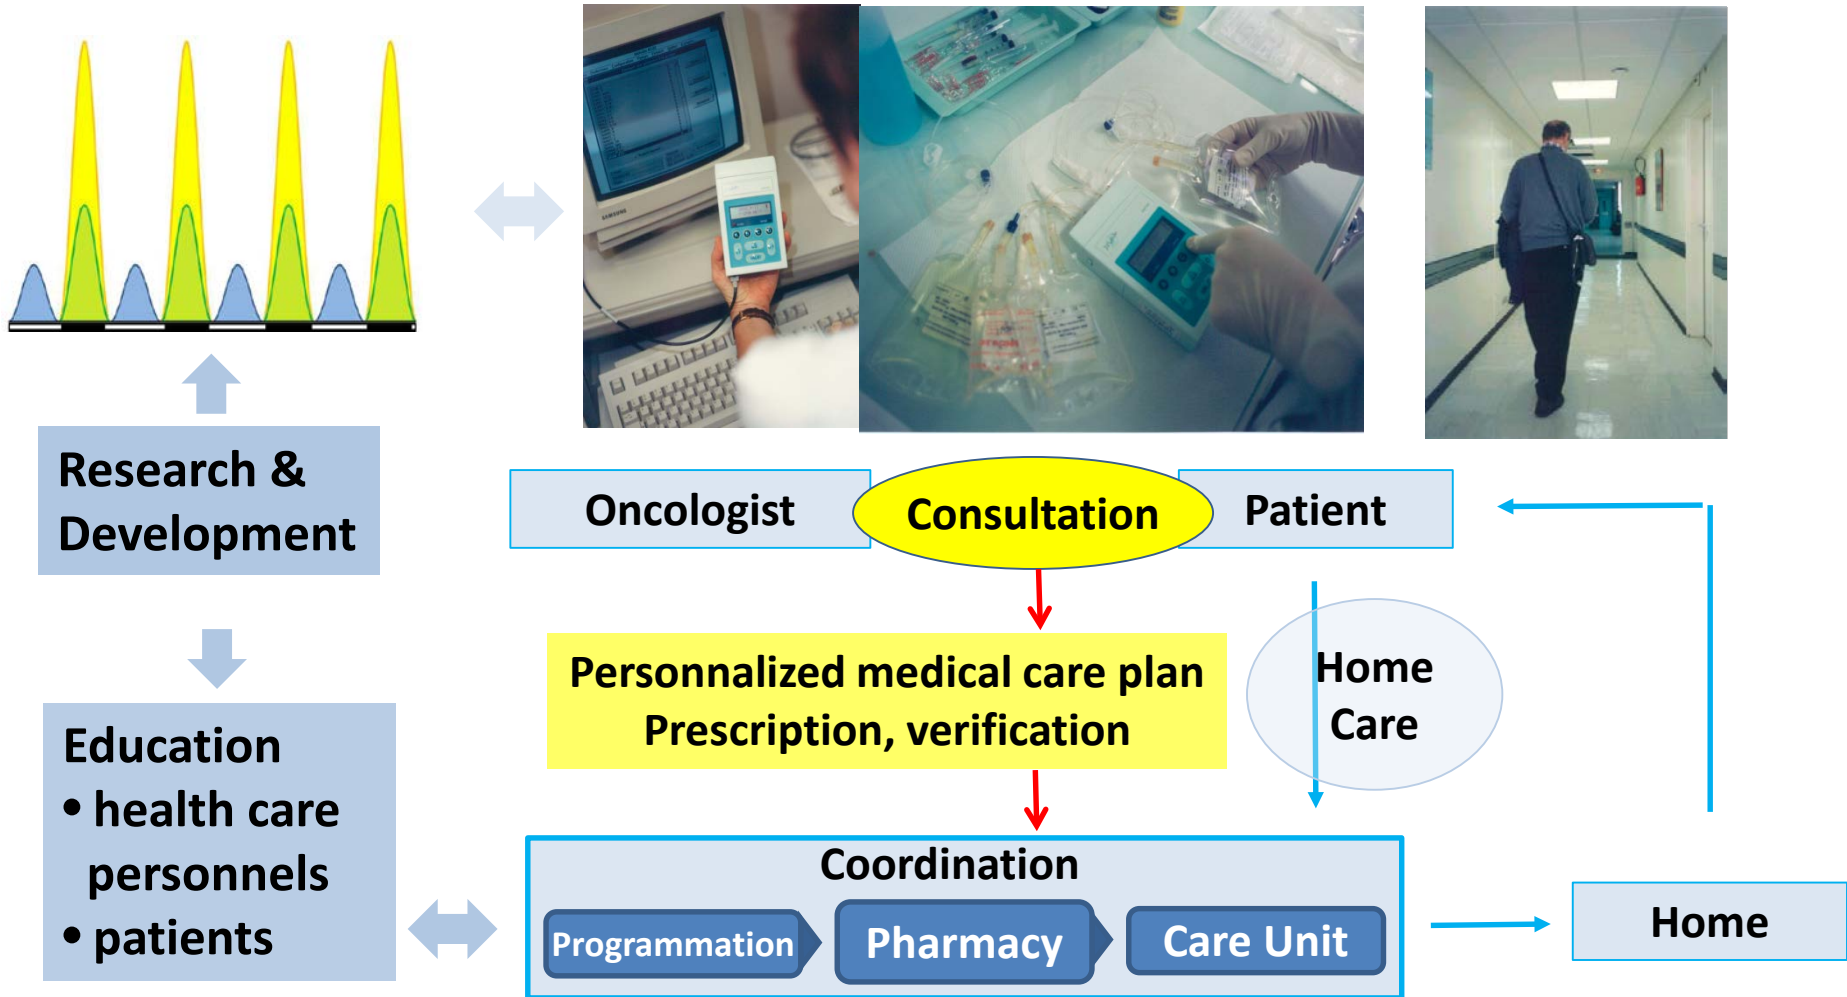 Research &
Development
Oncologist
Consultation
Patient
Personnalized medical care plan
Prescription, verification
Home
Care
Education
• health care
personnels
• patients
Coordination
Programmation
Pharmacy
Care Unit
Home
SAMSUNG